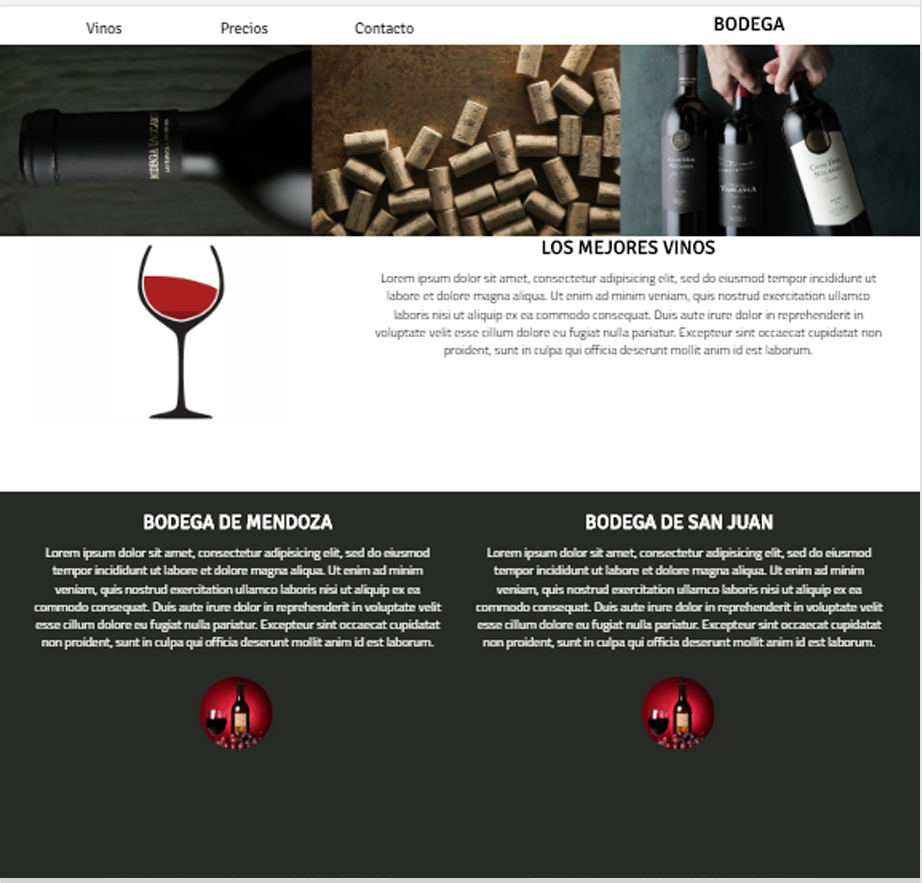 Vinos Precios Contacto BODEGA
BODEGA
LOS MEJORES VINOS
Lorem ipsum dolor sit amet, consectetur adipisicing elit, sed do eiusmod tempor incididunt ut
labore et dolore magna aliqua. Ut enim ad minim veniam, quis nostrud exercitation ullamco
laboris nisi ut aliquip ex ea commodo consequat. Duis aute irure dolor in reprehenderit in
voluptate velit esse cillum dolore eu fugiat nulla pariatur. Excepteur sint occaecat cupidatat non
proident, sunt in culpa qui officia deserunt mollit anim id est laborum.
BODEGA DE MENDOZA
Lorem ipsum dolor sit amet, consectetur adipisicing elit, sed do eiusmod
tempor incididunt ut labore et dolore magna aliqua. Ut enim ad minim
veniam, quis nostrud exercitation ullamco laboris nisi ut aliquip ex ea
commodo consequat. Duis aute irure dolor in reprehenderit in voluptate velit
esse cillum dolore eu fugiat nulla pariatur. Excepteur sint occaecat cupidatat
non proident, sunt in culpa qui officia deserunt mollit anim id est laborum.
BODEGA DE SAN JUAN
Lorem ipsum dolor sit amet, consectetur adipisicing elit, sed do eiusmod
tempor incididunt ut labore et dolore magna aliqua. Ut enim ad minim
veniam, quis nostrud exercitation ullamco laboris nisi ut aliquip ex ea
commodo consequat. Duis aute irure dolor in reprehenderit in voluptate velit
esse cillum dolore eu fugiat nulla pariatur. Excepteur sint occaecat cupidatat
non proident, sunt in culpa qui officia deserunt mollit anim id est laborum.